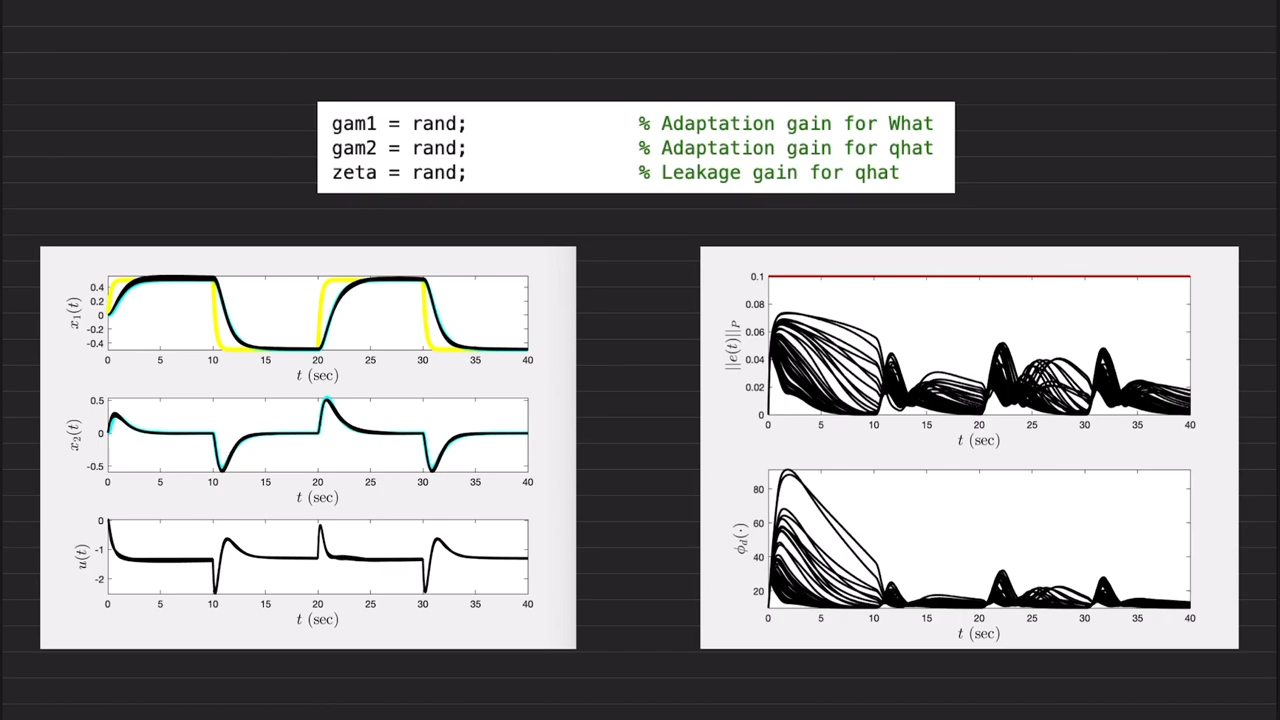 gam1 = rand; % Adaptation gain for What
gam2 = rand; % Adaptation gain for qhat
zeta = rand; % Leakage gain for qhat
x1(t)
0.4
0.2
0
-0.2
-0.4
0 5 10 15 20 25 30 35 40
t (sec)
x2(t)
0.5
0
-0.5
0 5 10 15 20 25 30 35 40
t (sec)
u(t)
0
-1
-2
0 5 10 15 20 25 30 35 40
t (sec)
||e(t)||P
0.1
0.08
0.06
0.04
0.02
0
0 5 10 15 20 25 30 35 40
t (sec)
ϕd(·)
80
60
40
20
0 5 10 15 20 25 30 35 40
t (sec)